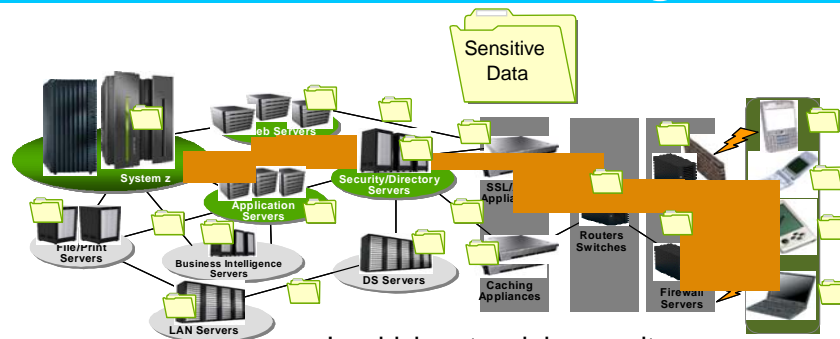 Sensitive
Data
eb Servers
System z
Security/Directory
Servers
SSL/
Appli
Application
Servers
File/Print
Servers
Routers
Switches
Business Intelligence
Servers
DS Servers
Caching
Appliances
Firewall
Servers
LAN Servers